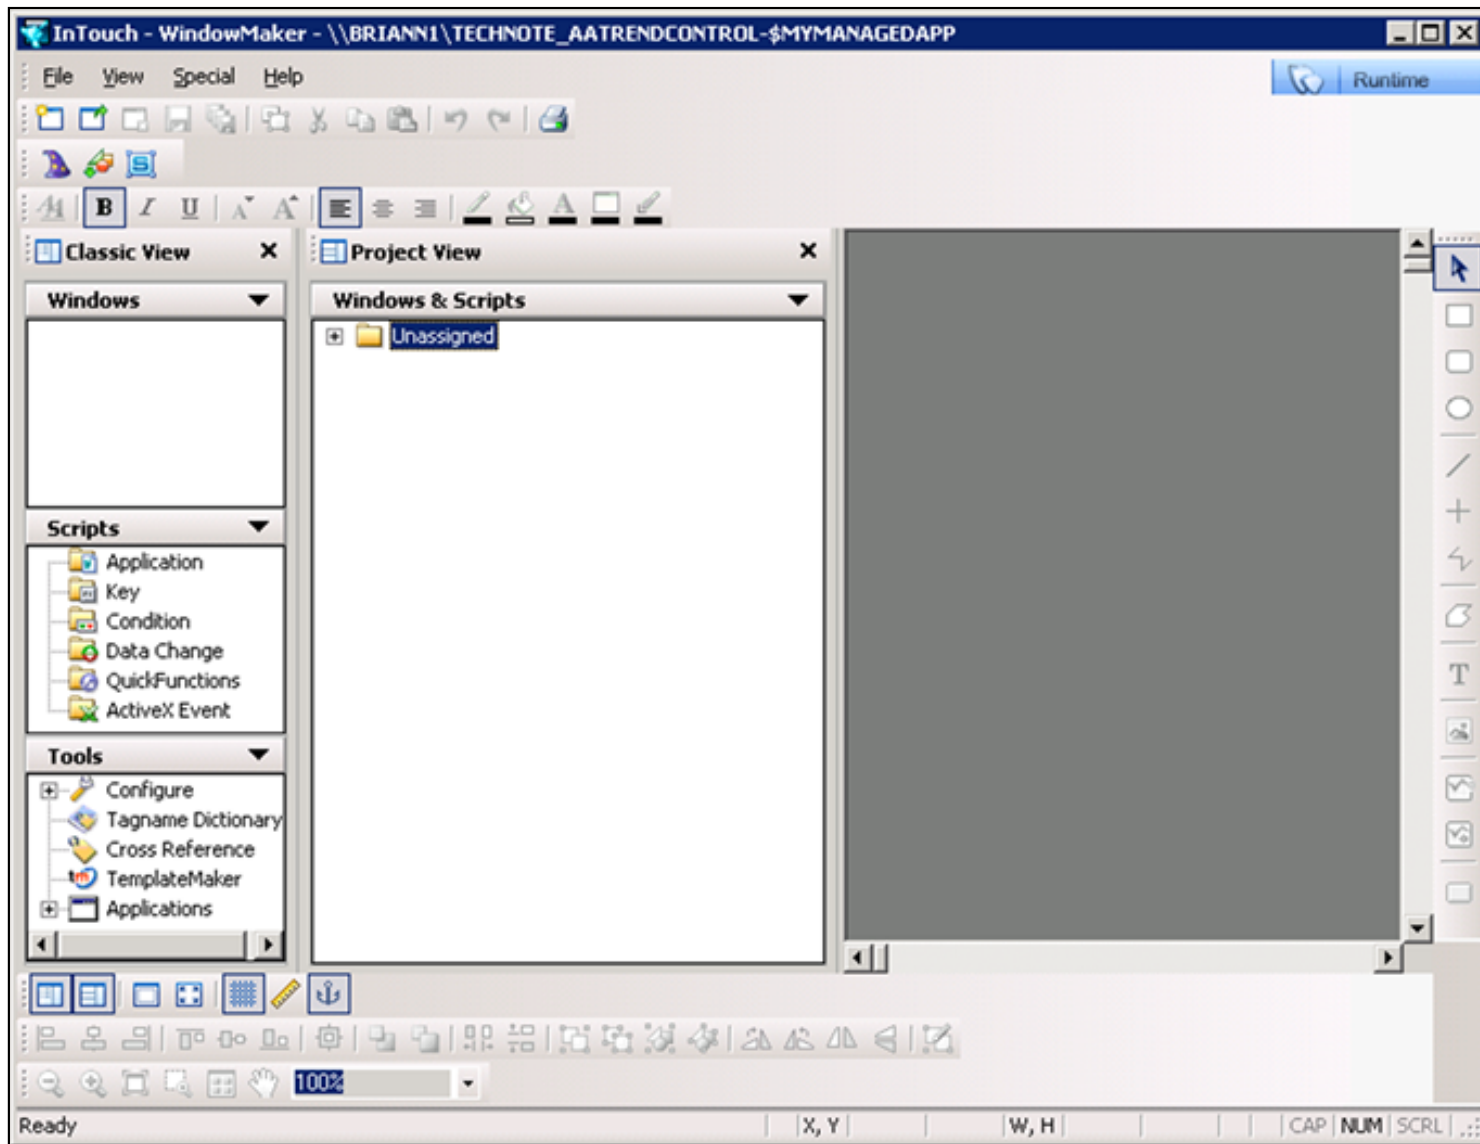 InTouch - WindowMaker - \\BRIANN1\TECHNOTE_AATRENDCONTROL-$MYMANAGEDAPP
File View Special Help
Runtime
B I U A A
A
Classic View
Project View
Windows
Windows & Scripts
Unassigned
Scripts
Application
Key
Condition
Data Change
QuickFunctions
ActiveX Event
T
Tools
Configure
Tagname Dictionary
Cross Reference
TemplateMaker
Applications
100%
Ready
X, Y
W, H
CAP NUM SCRL